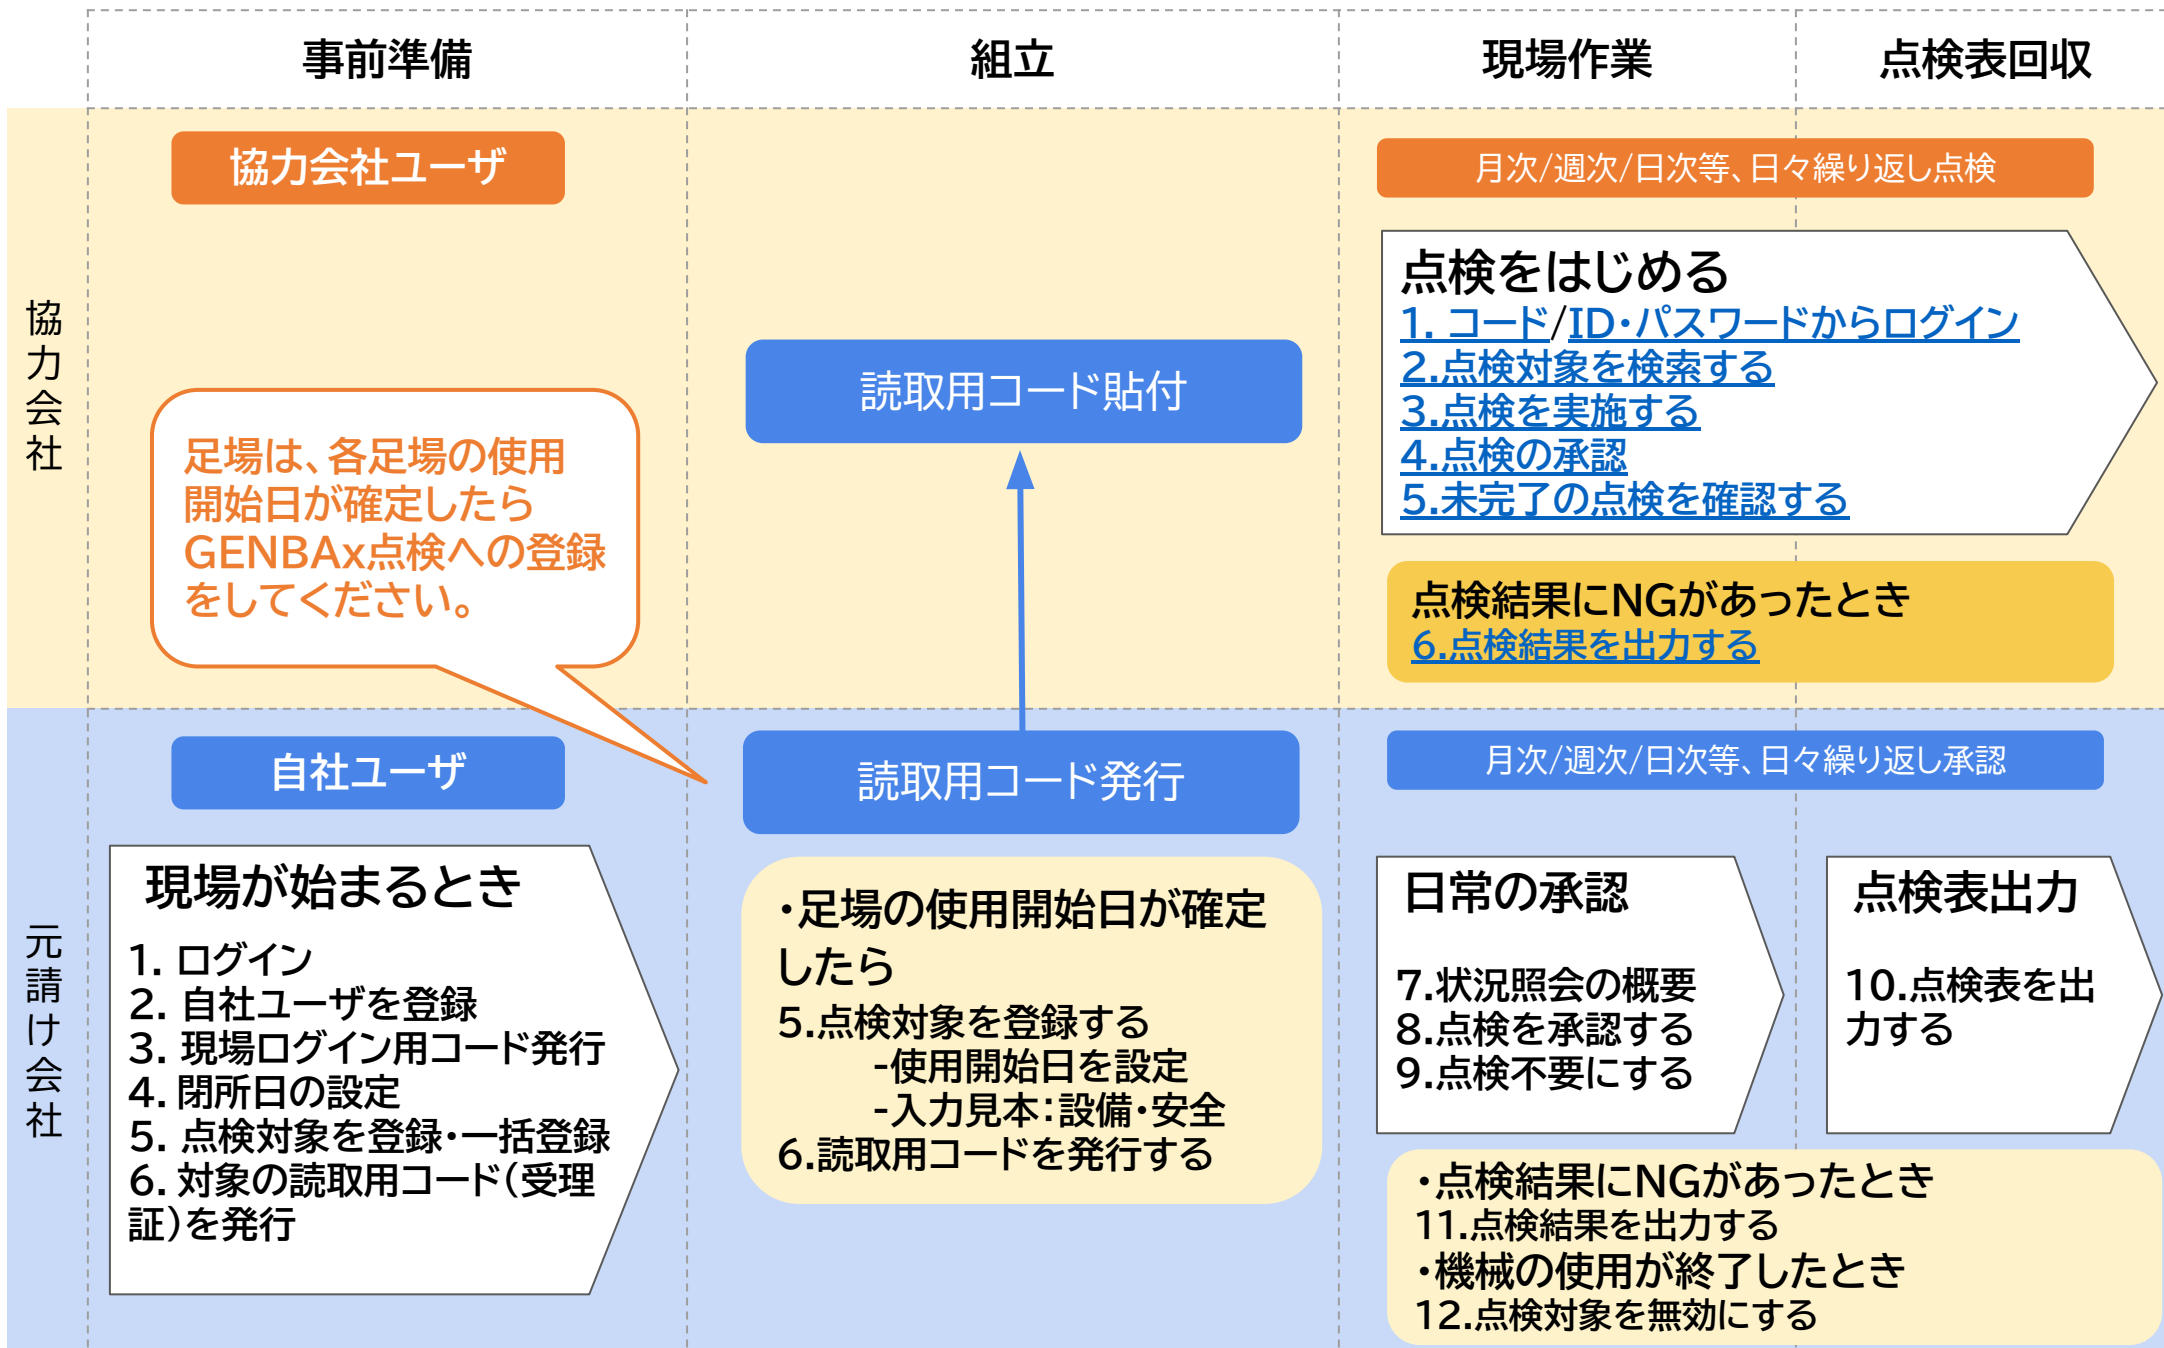 事前準備
組立
現場作業
点検表回収
協力会社
協力会社ユーザ
足場は、各足場の使用
開始日が確定したら
GENBAx点検への登録
をしてください。
読取用コード貼付
月次/週次/日次等、日々繰り返し点検
点検をはじめる
1. コード/ID・パスワードからログイン
2.点検対象を検索する
3.点検を実施する
4.点検の承認
5.未完了の点検を確認する
点検結果にNGがあったとき
6.点検結果を出力する
元請け会社
自社ユーザ
現場が始まるとき
1. ログイン
2. 自社ユーザを登録
3. 現場ログイン用コード発行
4. 閉所日の設定
5. 点検対象を登録・一括登録
6. 対象の読取用コード(受理
証)を発行
読取用コード発行
・足場の使用開始日が確定
したら
5.点検対象を登録する
-使用開始日を設定
-入力見本:設備・安全
6.読取用コードを発行する
月次/週次/日次等、日々繰り返し承認
日常の承認
7.状況照会の概要
8.点検を承認する
9.点検不要にする
点検表出力
10.点検表を出
力する
・点検結果にNGがあったとき
11.点検結果を出力する
・機械の使用が終了したとき
12.点検対象を無効にする